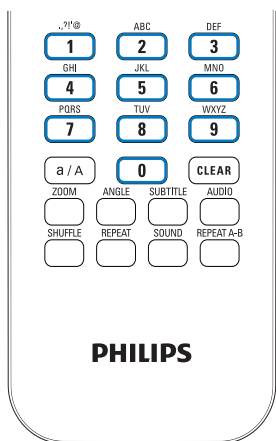 .,?!'@ ABC DEF
1 2 3
GHI JKL MNO
4 5 6
PQRS TUV WXYZ
7 8 9
a/A 0 CLEAR
ZOOM ANGLE SUBTITLE AUDIO
SHUFFLE REPEAT SOUND REPEAT A-B
PHILIPS